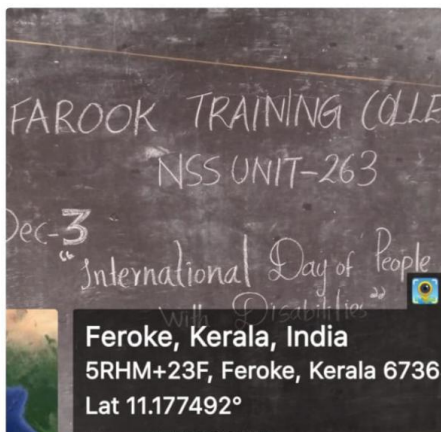 FAROOK TRAINING COLLE
NSS UNIT-263
Dec-3
"International Day of People
With Disabilities"
Feroke, Kerala, India
5RHM+23F, Feroke, Kerala 6736
Lat 11.177492°